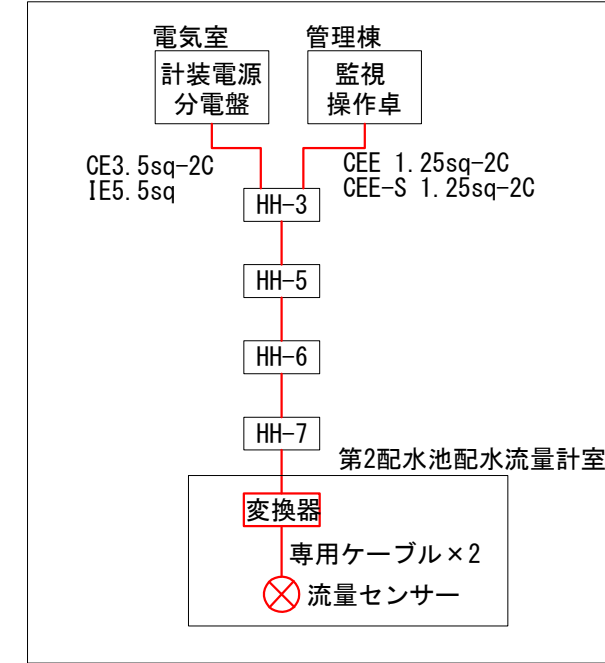 電気室
管理棟
計装電源
分電盤
監視
操作卓
CE3.5sq-2C
IE5.5sq
CEE 1.25sq-2C
CEE-S 1.25sq-2C
HH-3
HH-5
HH-6
HH-7
第2配水池配水流量計室
変換器
専用ケーブル×2
流量センサー